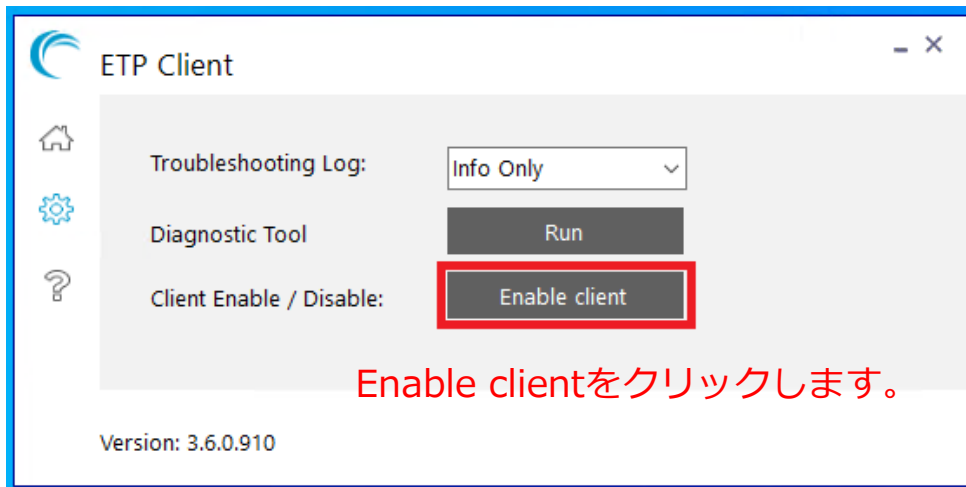 ETP Client
Troubleshooting Log: Info Only
Diagnostic Tool Run
Client Enable / Disable: Enable client
Enable clientをクリックします。
Version: 3.6.0.910